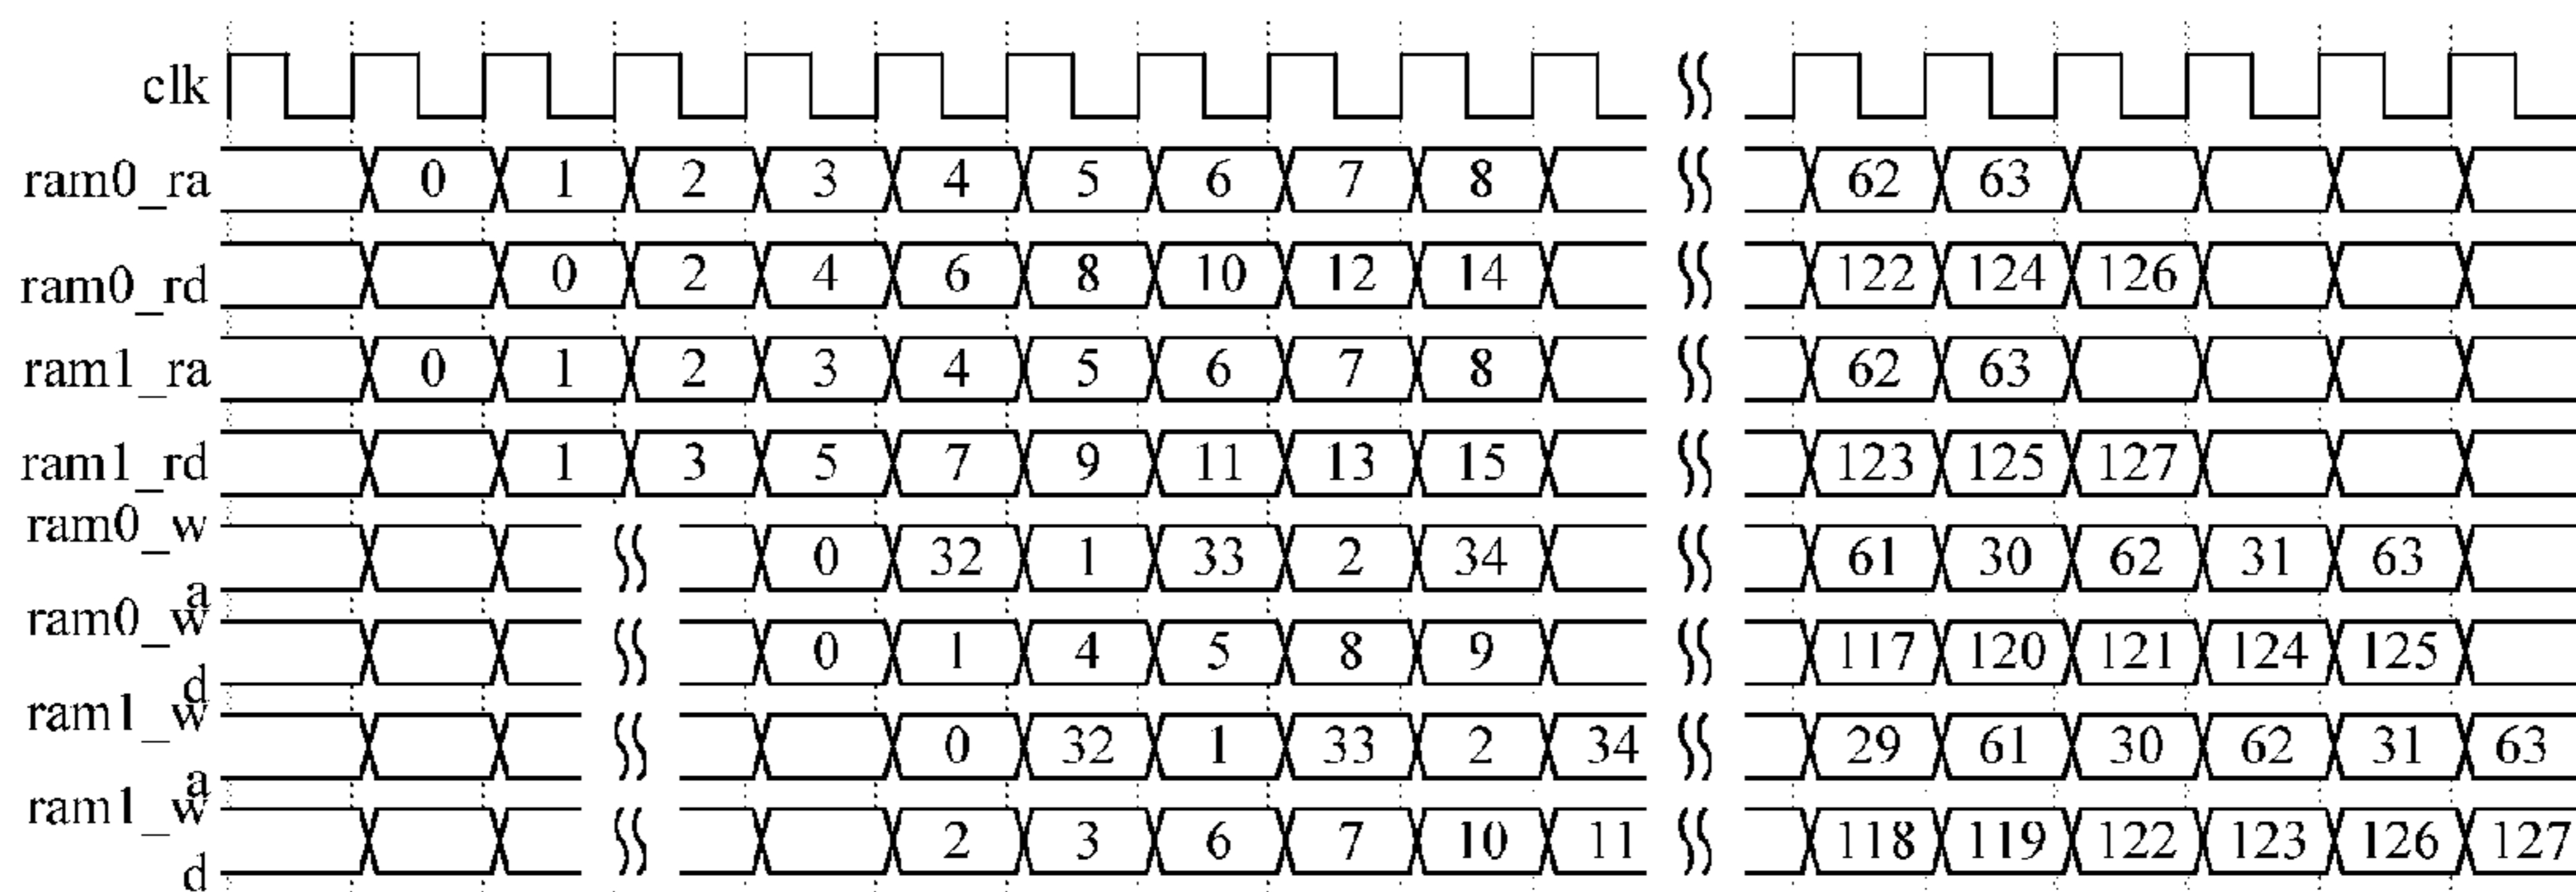 clk
ram0_ra 0 1 2 3 4 5 6 7 8 62 63
ram0_rd 0 2 4 6 8 10 12 14 122 124 126
ram1_ra 0 1 2 3 4 5 6 7 8 62 63
ram1_rd 1 3 5 7 9 11 13 15 123 125 127
ram0_w
a 0 32 1 33 2 34 61 30 62 31 63
ram0_w
d 0 1 4 5 8 9 117 120 121 124 125
ram1_w
a 0 32 1 33 2 34 29 61 30 62 31 63
ram1_w
d 2 3 6 7 10 11 118 119 122 123 126 127